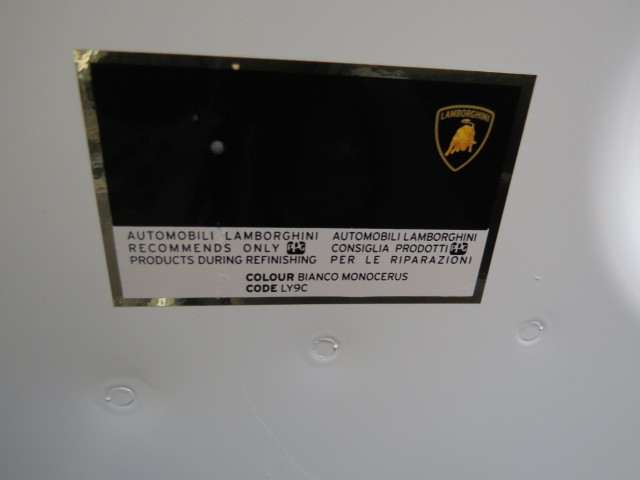 LAMBORGHINI
AUTOMOBILI LAMBORGHINI
RECOMMENDS ONLY PPG
PRODUCTS DURING REFINISHING
AUTOMOBILI LAMBORGHINI
CONSIGLIA PRODOTTI PPG
PER LE RIPARAZIONI
COLOUR BIANCO MONOCERUS
CODE LY9C